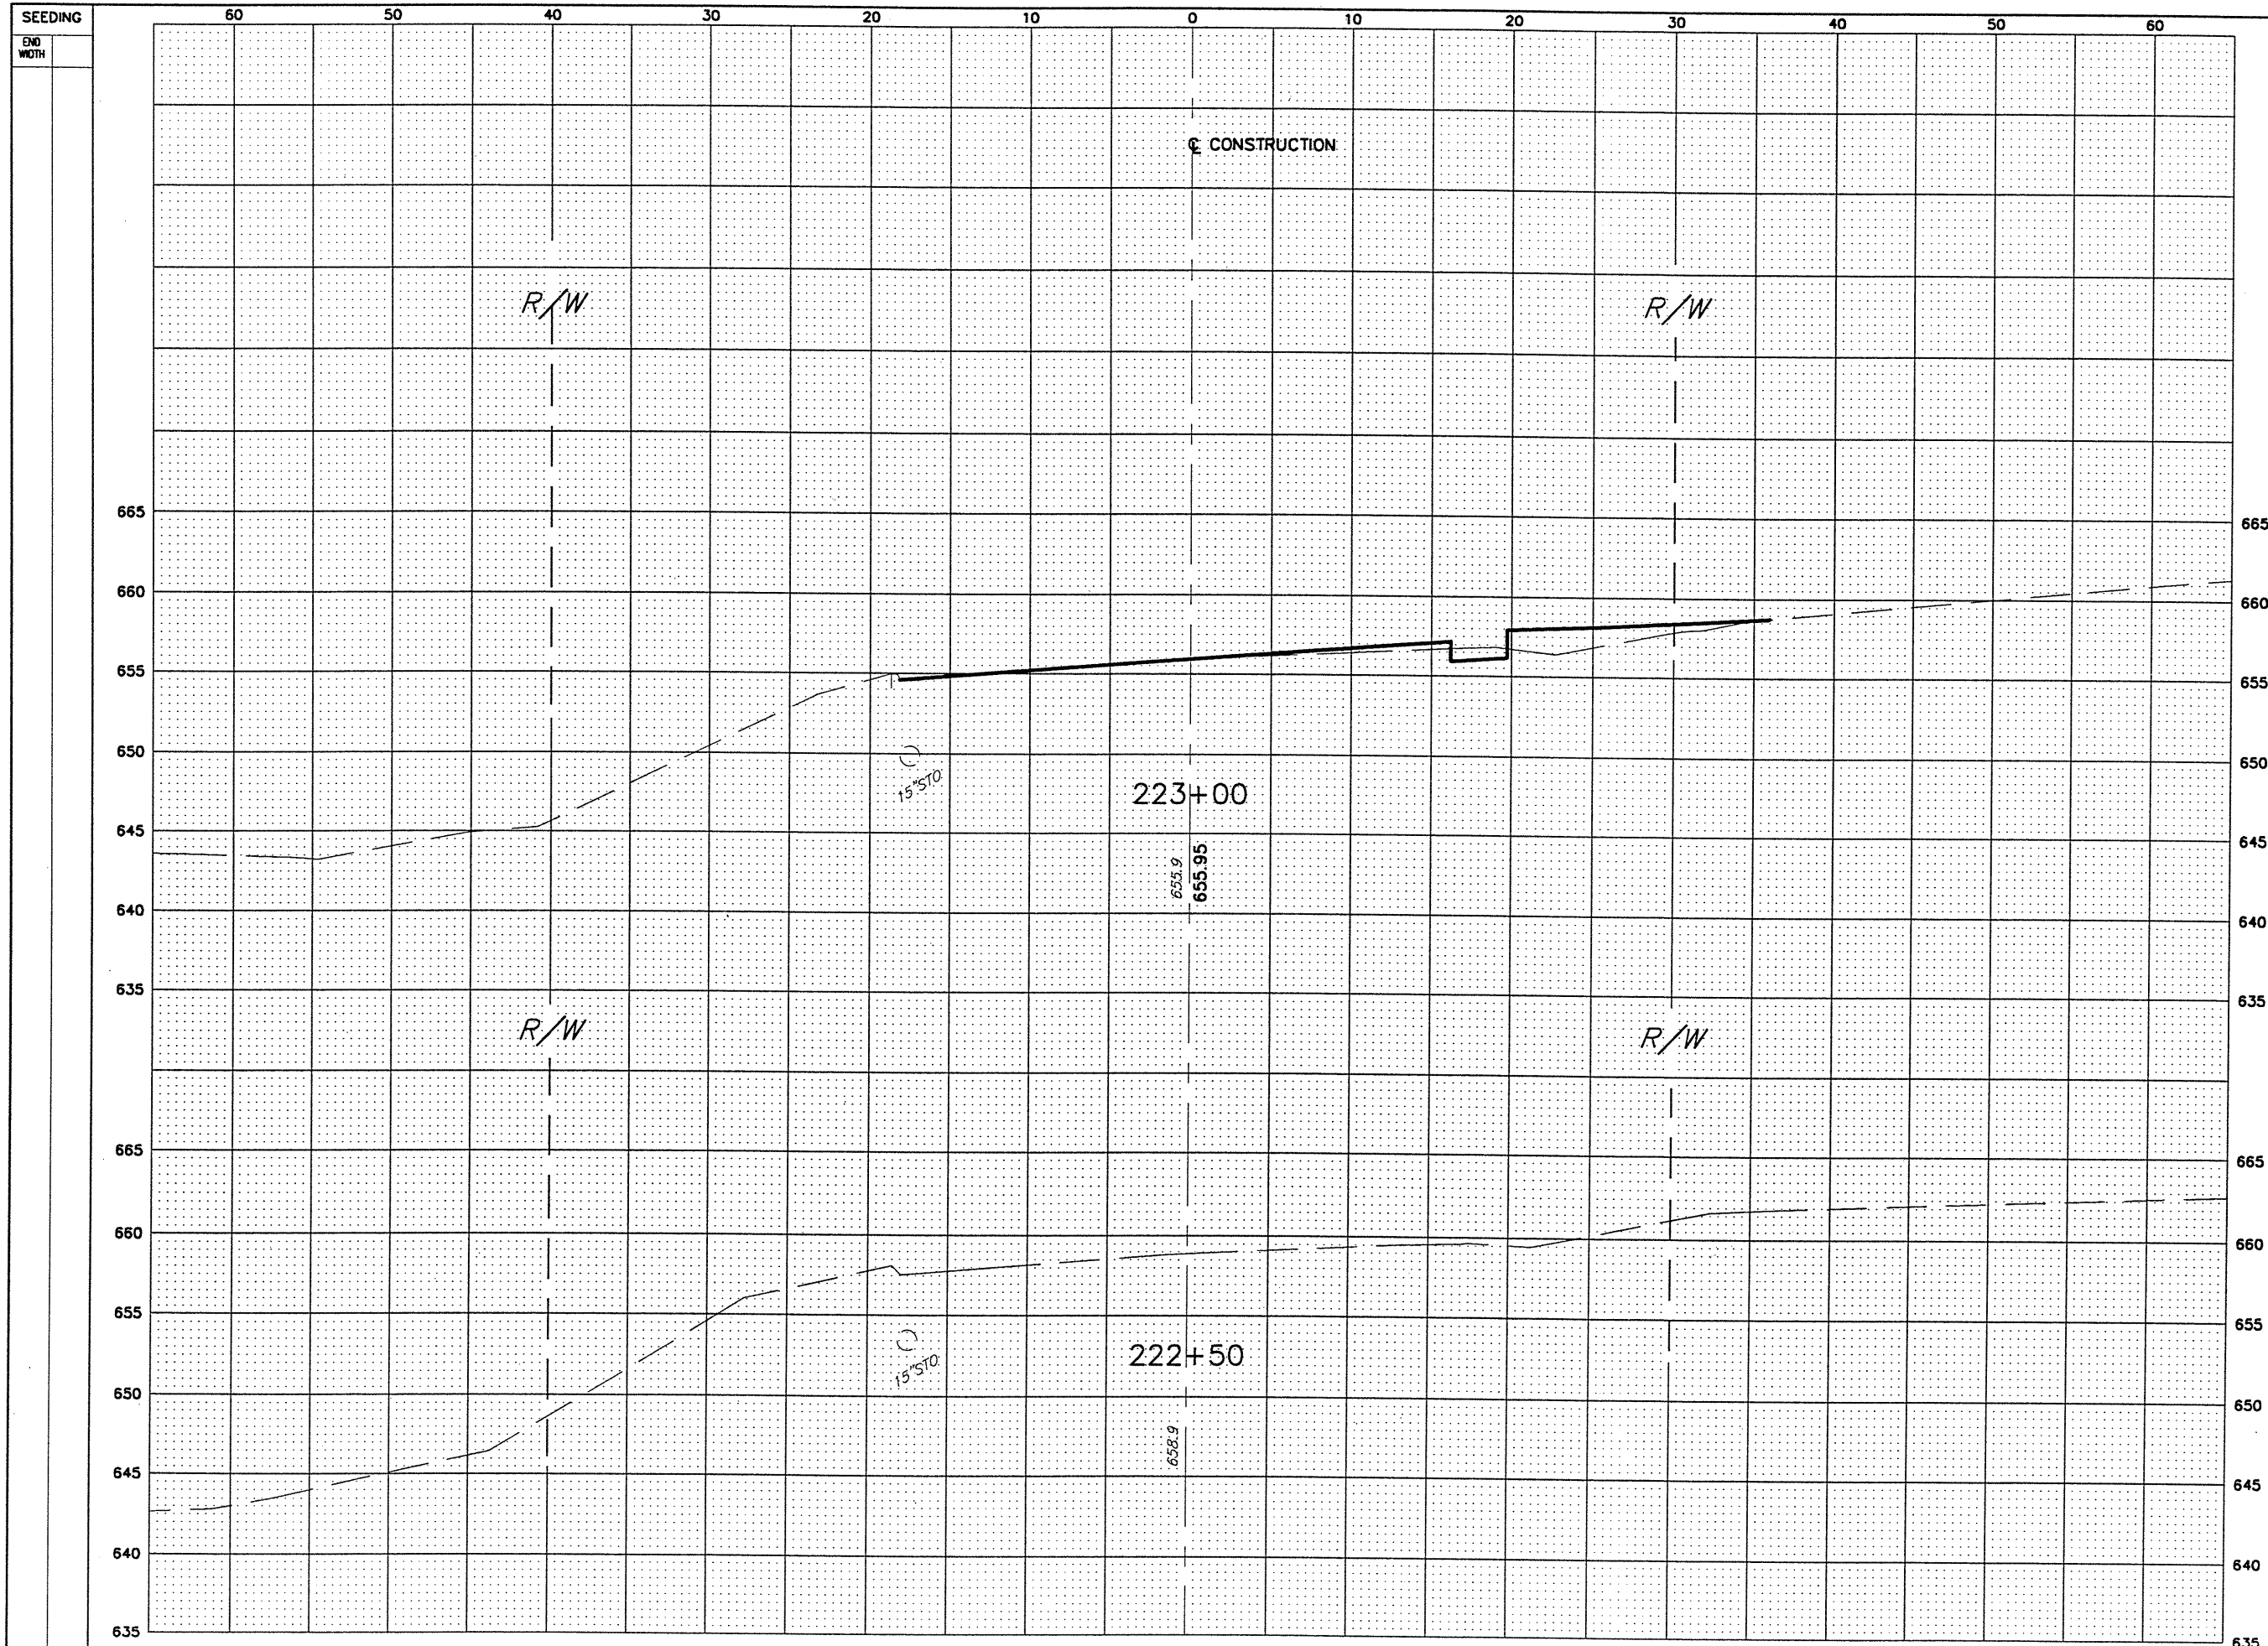 SEEDING
END WIDTH
60 50 40 30 20 10 0 10 20 30 40 50 60
℄ CONSTRUCTION
R/W R/W
665 665
660 660
655 655
650 650
15"STO.
223+00
645 645
655.9 655.95
640 640
635 635
R/W R/W
665 665
660 660
655 655
15"STO.
222+50
650 650
658.9
645 645
640 640
635 635